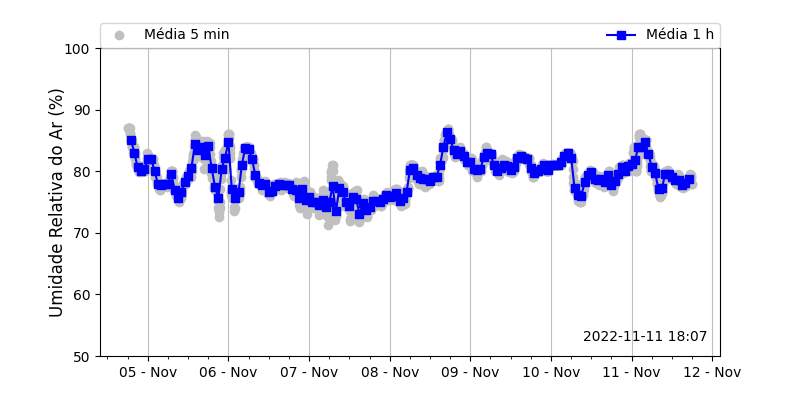 Média 5 min
Média 1 h
Umidade Relativa do Ar (%)
100
90
80
70
60
50
2022-11-11 18:07
05 - Nov
06 - Nov
07 - Nov
08 - Nov
09 - Nov
10 - Nov
11 - Nov
12 - Nov